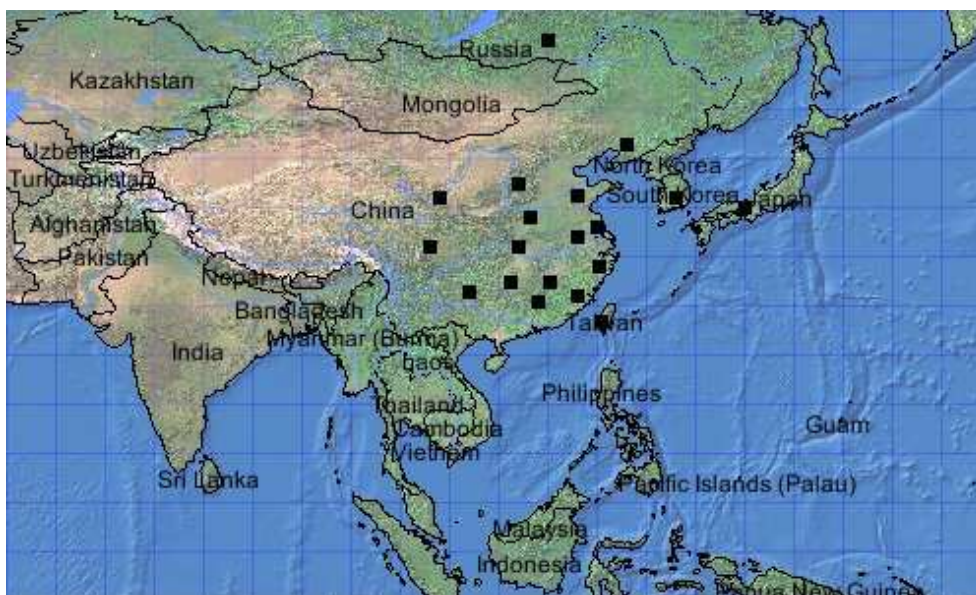 Russia
Kazakhstan
Mongolia
Uzbekistan
North Korea
Turkmenistan
South Korea
Japan
China
Afghanistan
Pakistan
Nepal
Bangladesh
Taiwan
Myanmar (Burma)
India
Laos
Philippines
Thailand
Guam
Cambodia
Vietnam
Sri Lanka
Pacific Islands (Palau)
Malaysia
Indonesia
Papua New Guinea